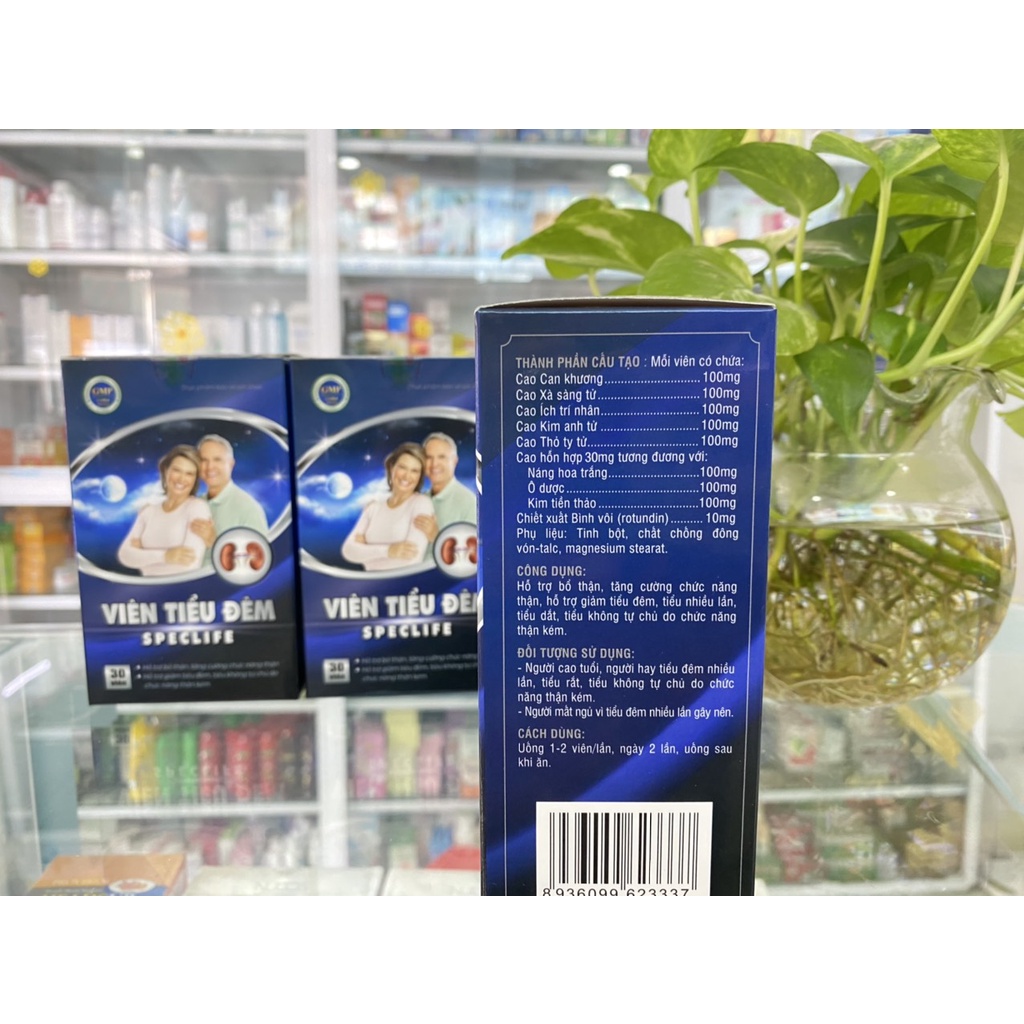 GMP
VIÊN TIỂU ĐÊM
SPECLIFE
30
GMP
VIÊN TIỂU ĐÊM
SPECLIFE
30
THÀNH PHẦN CẤU TẠO : Mỗi viên có chứa:
Cao Can khương............................100mg
Cao Xà sàng tử..............................100mg
Cao Ích trí nhân.............................100mg
Cao Kim anh tử.............................100mg
Cao Thỏ ty tử.................................100mg
Cao hỗn hợp 30mg tương đương với:
Náng hoa trắng...........................100mg
Ô dược.......................................100mg
Kim tiền thảo..............................100mg
Chiết xuất Bình vôi (rotundin)..........10mg
Phụ liệu: Tinh bột, chất chống đông
vón-talc, magnesium stearat.
CÔNG DỤNG:
Hỗ trợ bổ thận, tăng cường chức năng
thận, hỗ trợ giảm tiểu đêm, tiểu nhiều lần,
tiểu dắt, tiểu không tự chủ do chức năng
thận kém.
ĐỐI TƯỢNG SỬ DỤNG:
- Người cao tuổi, người hay tiểu đêm nhiều
lần, tiểu rắt, tiểu không tự chủ do chức
năng thận kém.
- Người mất ngủ vì tiểu đêm nhiều lần gây nên.
CÁCH DÙNG:
Uống 1-2 viên/lần, ngày 2 lần, uống sau
khi ăn.
8 936099 623337